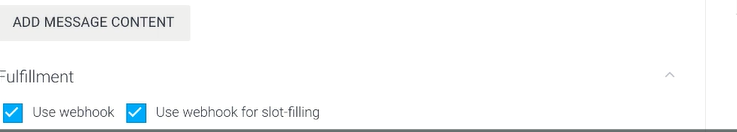 ADD MESSAGE CONTENT
Fulfillment
Use webhook Use webhook for slot-filling